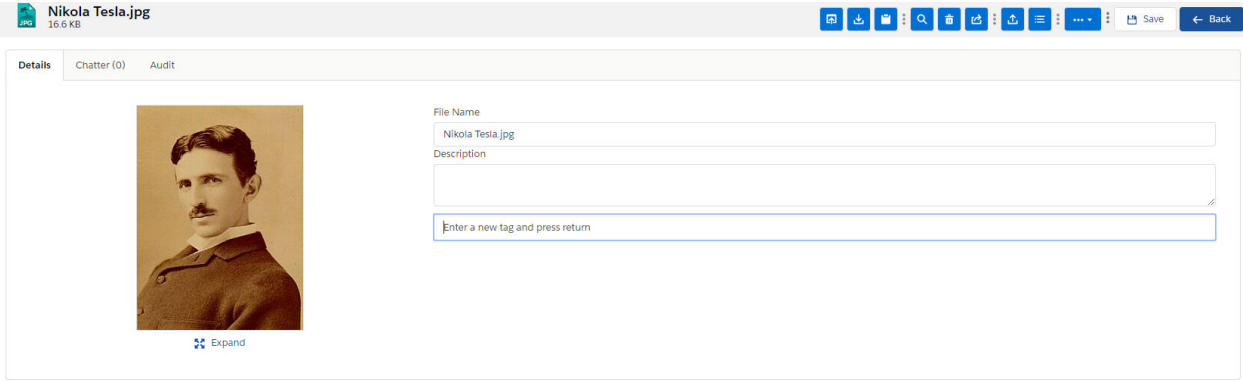 JPG
Nikola Tesla.jpg
16.6 KB
Save
Back
Details
Chatter (0)
Audit
File Name
Nikola Tesla.jpg
Description
Enter a new tag and press return
Expand